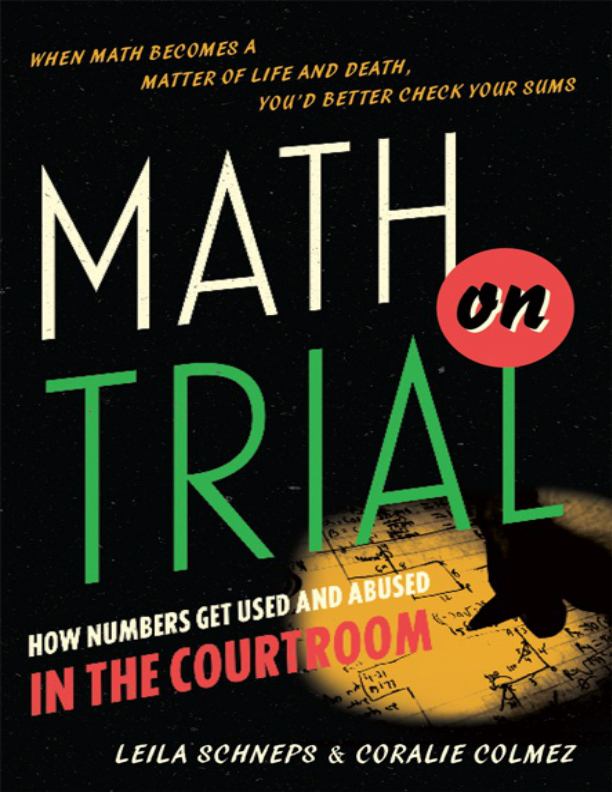 WHEN MATH BECOMES A
MATTER OF LIFE AND DEATH,
YOU'D BETTER CHECK YOUR SUMS
MATH
on
TRIAL
HOW NUMBERS GET USED AND ABUSED
IN THE COURTROOM
LEILA SCHNEPS & CORALIE COLMEZ